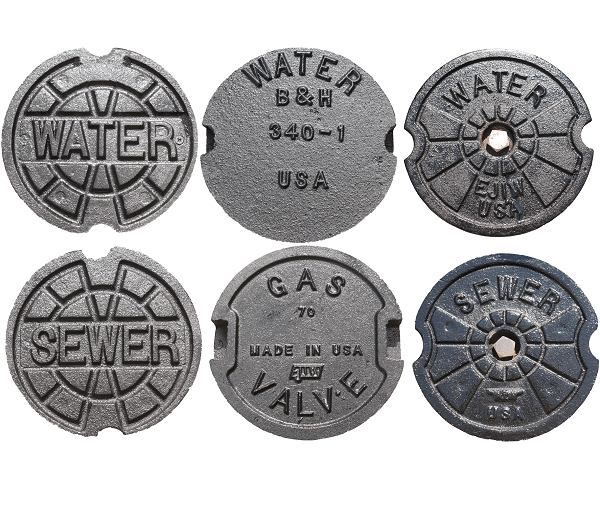 WATER
WATER
B&H
340-1
USA
WATER
EJIW
USA
SEWER
GAS
70
MADE IN USA
EJIW
VALVE
SEWER
USA